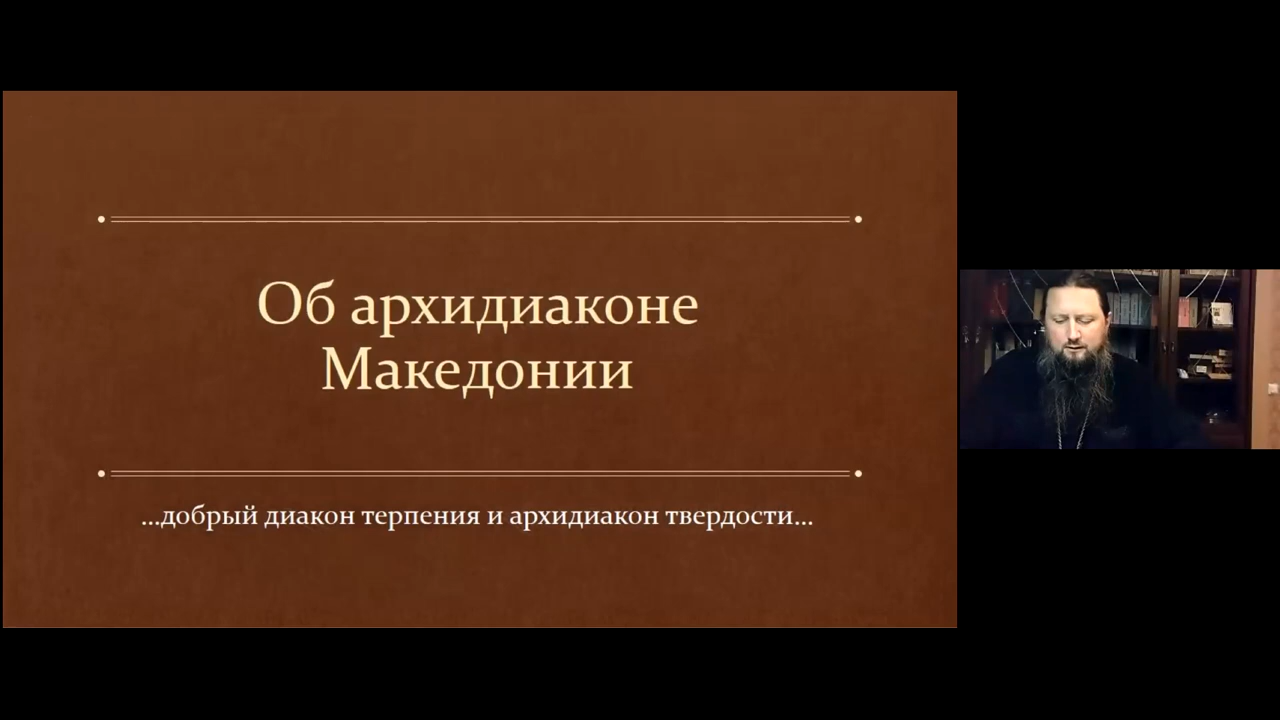 Об архидиаконе
Македонии
...добрый диакон терпения и архидиакон твердости...